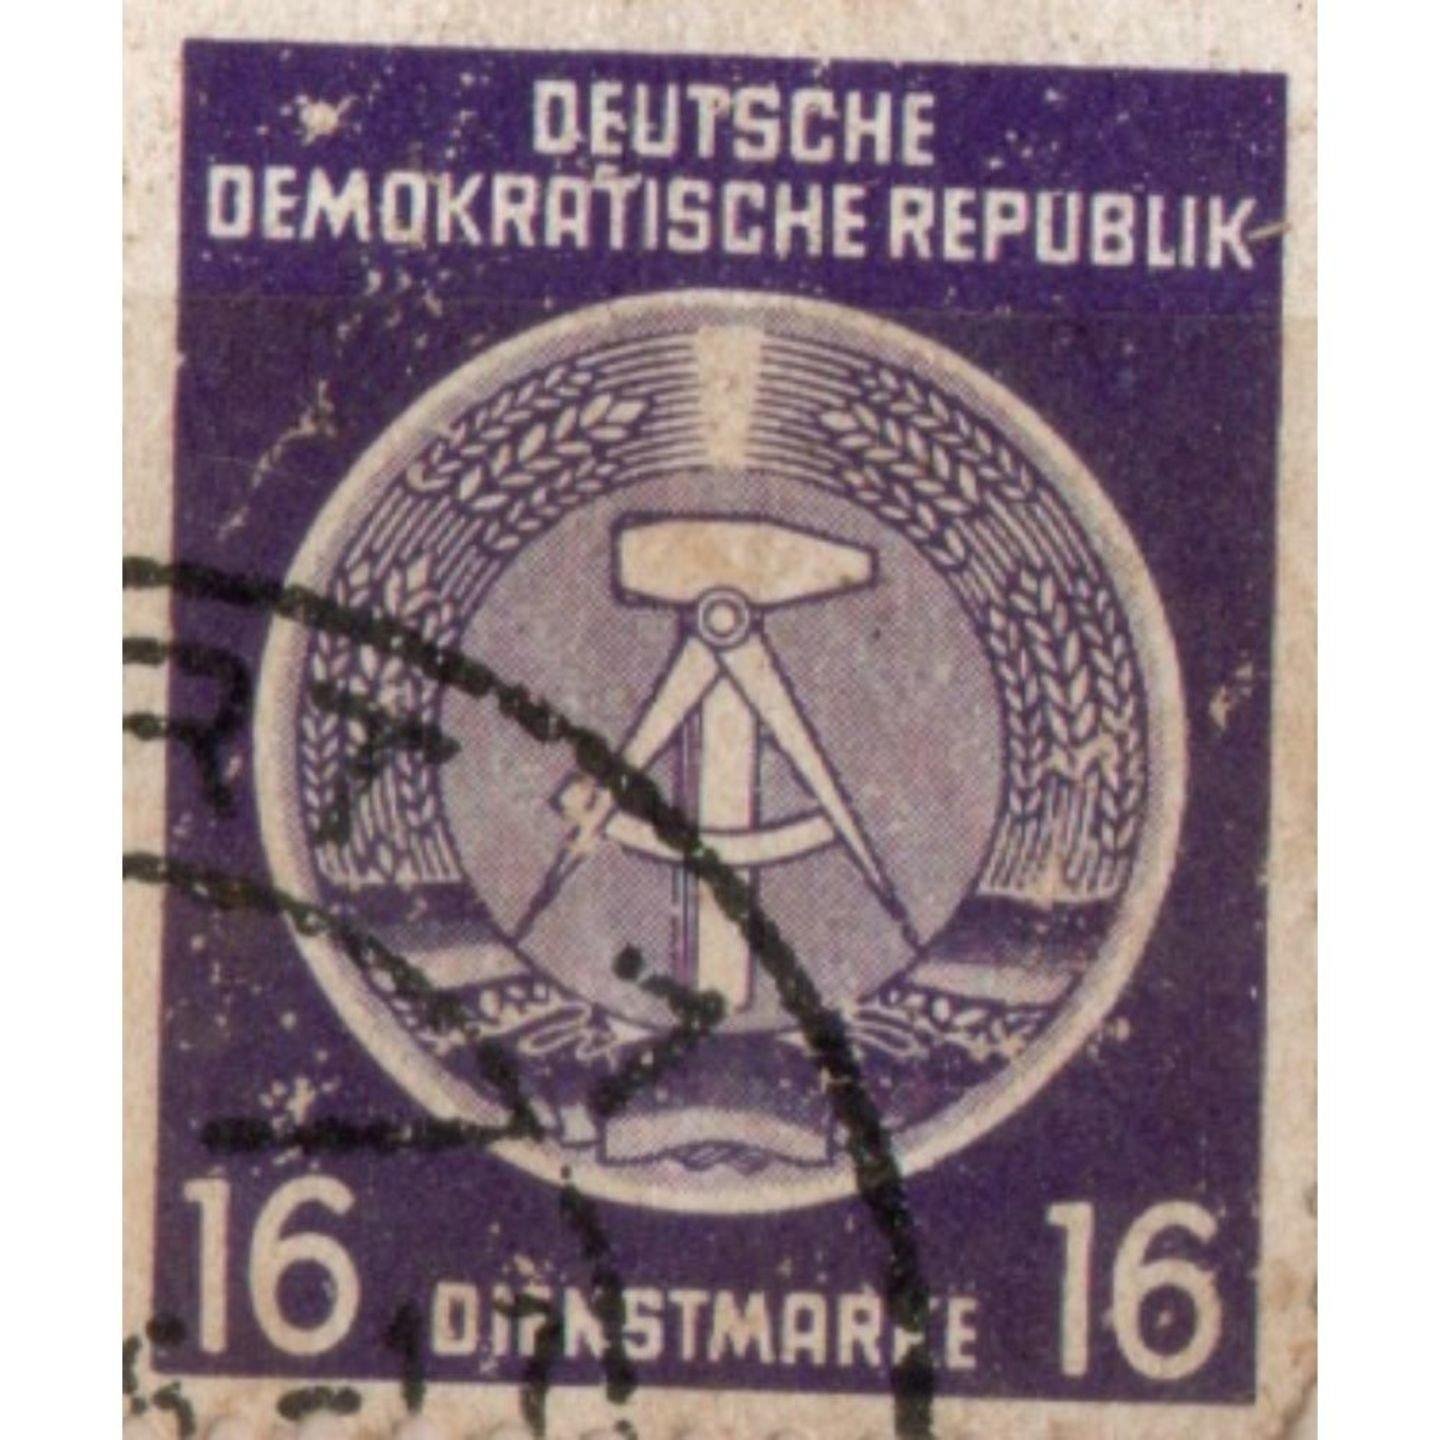 DEUTSCHE
DEMOKRATISCHE REPUBLIK
16 DIENSTMARKE 16